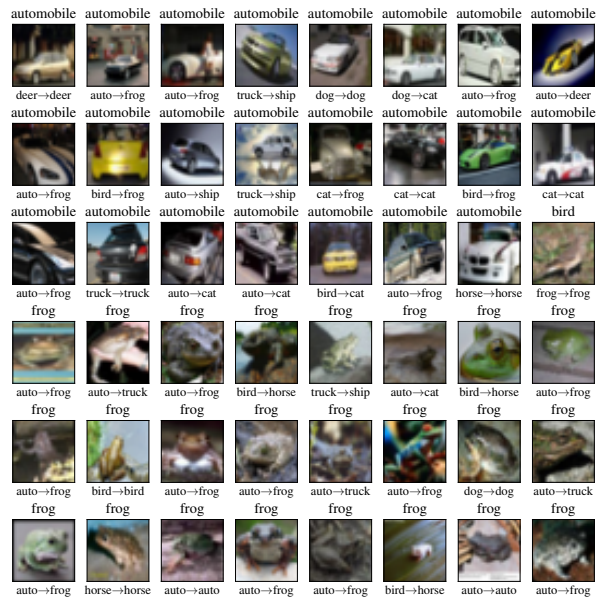 automobile automobile automobile automobile automobile automobile automobile automobile
deer→deer auto→frog auto→frog truck→ship dog→dog dog→cat auto→frog auto→deer
automobile automobile automobile automobile automobile automobile automobile automobile
auto→frog bird→frog auto→ship truck→ship cat→frog cat→cat bird→frog cat→cat
automobile automobile automobile automobile automobile automobile automobile bird
auto→frog truck→truck auto→cat auto→cat bird→cat auto→frog horse→horse frog→frog
frog frog frog frog frog frog frog frog
auto→frog auto→truck auto→frog bird→horse truck→ship auto→cat bird→horse auto→frog
frog frog frog frog frog frog frog frog
auto→frog bird→bird auto→frog auto→frog auto→truck auto→frog dog→dog auto→truck
frog frog frog frog frog frog frog frog
auto→frog horse→horse auto→auto auto→frog auto→frog bird→horse auto→auto auto→frog